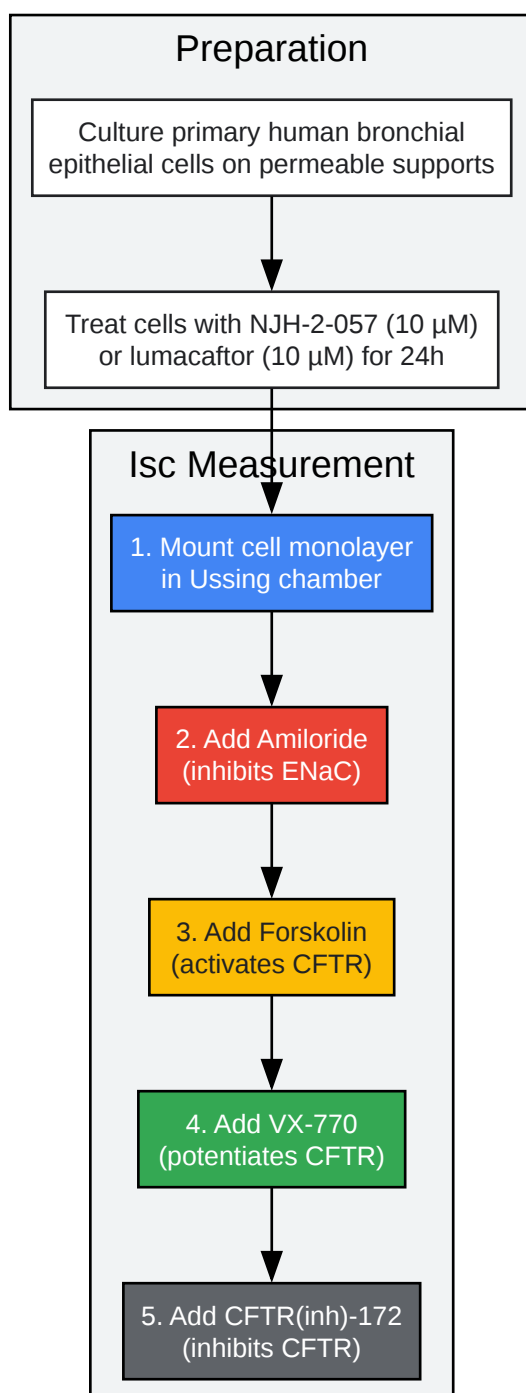 Preparation
Culture primary human bronchial
epithelial cells on permeable supports
Treat cells with NJH-2-057 (10 µM)
or lumacaftor (10 µM) for 24h
Isc Measurement
1. Mount cell monolayer
in Ussing chamber
2. Add Amiloride
(inhibits ENaC)
3. Add Forskolin
(activates CFTR)
4. Add VX-770
(potentiates CFTR)
5. Add CFTR(inh)-172
(inhibits CFTR)